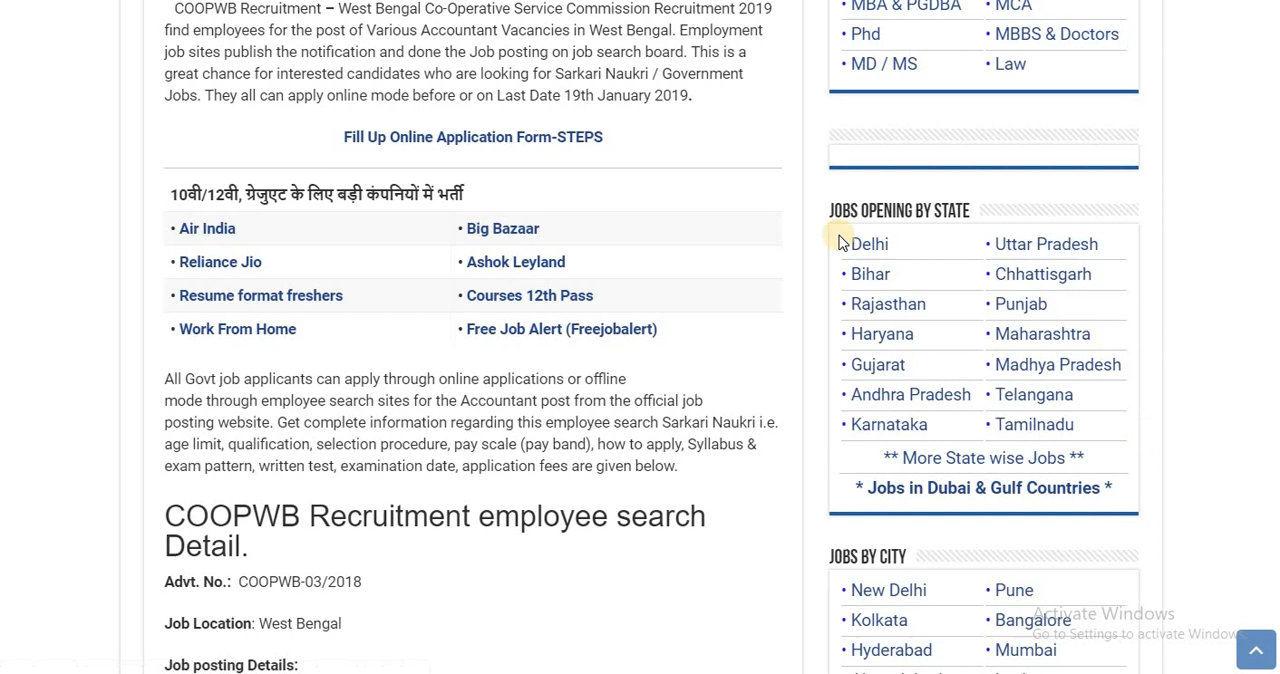 COOPWB Recruitment – West Bengal Co-Operative Service Commission Recruitment 2019
find employees for the post of Various Accountant Vacancies in West Bengal. Employment
job sites publish the notification and done the Job posting on job search board. This is a
great chance for interested candidates who are looking for Sarkari Naukri / Government
Jobs. They all can apply online mode before or on Last Date 19th January 2019.
Fill Up Online Application Form-STEPS
10वी/12वी, ग्रेजुएट के लिए बड़ी कंपनियों में भर्ती
• Air India • Big Bazaar
• Reliance Jio • Ashok Leyland
• Resume format freshers • Courses 12th Pass
• Work From Home • Free Job Alert (Freejobalert)
All Govt job applicants can apply through online applications or offline
mode through employee search sites for the Accountant post from the official job
posting website. Get complete information regarding this employee search Sarkari Naukri i.e.
age limit, qualification, selection procedure, pay scale (pay band), how to apply, Syllabus &
exam pattern, written test, examination date, application fees are given below.
COOPWB Recruitment employee search
Detail.
Advt. No.: COOPWB-03/2018
Job Location: West Bengal
Job posting Details:
• MBA & PGDBA • MCA
• Phd • MBBS & Doctors
• MD / MS • Law
JOBS OPENING BY STATE
Delhi • Uttar Pradesh
• Bihar • Chhattisgarh
• Rajasthan • Punjab
• Haryana • Maharashtra
• Gujarat • Madhya Pradesh
• Andhra Pradesh • Telangana
• Karnataka • Tamilnadu
** More State wise Jobs **
* Jobs in Dubai & Gulf Countries *
JOBS BY CITY
• New Delhi • Pune
• Kolkata • Bangalore
• Hyderabad • Mumbai
Activate Windows
Go to Settings to activate Windows.